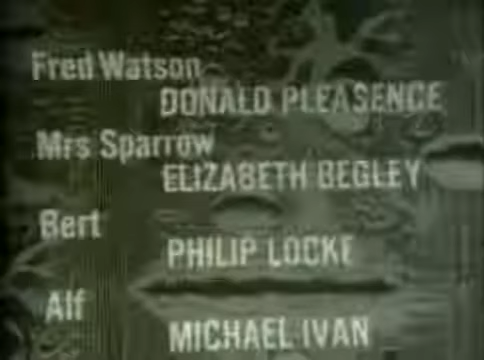 Fred Watson
DONALD PLEASENCE
Mrs Sparrow
ELIZABETH BEGLEY
Bert
PHILIP LOCKE
Alf
MICHAEL IVAN